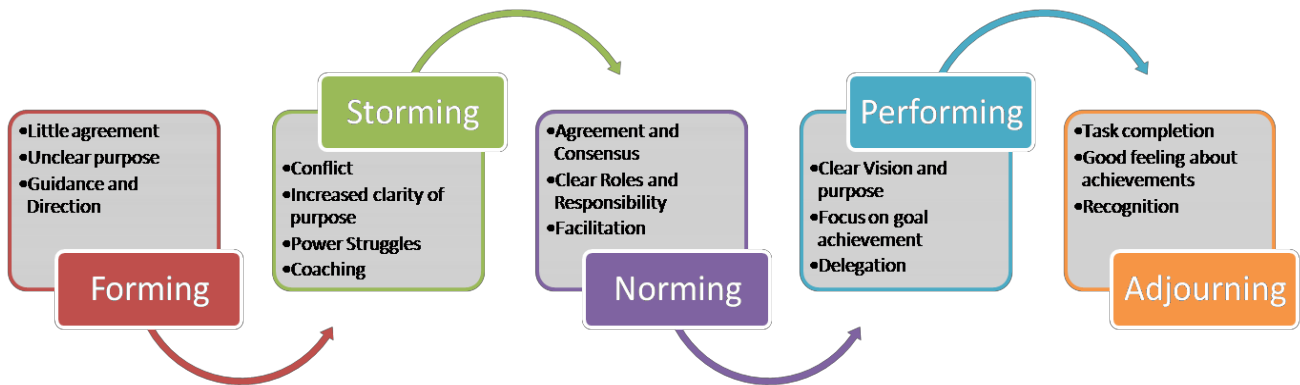 •Little agreement
•Unclear purpose
•Guidance and
Direction
Forming
Storming
•Conflict
•Increased clarity of
purpose
•Power Struggles
•Coaching
•Agreement and
Consensus
•Clear Roles and
Responsibility
•Facilitation
Norming
Performing
•Clear Vision and
purpose
•Focus on goal
achievement
•Delegation
•Task completion
•Good feeling about
achievements
•Recognition
Adjourning